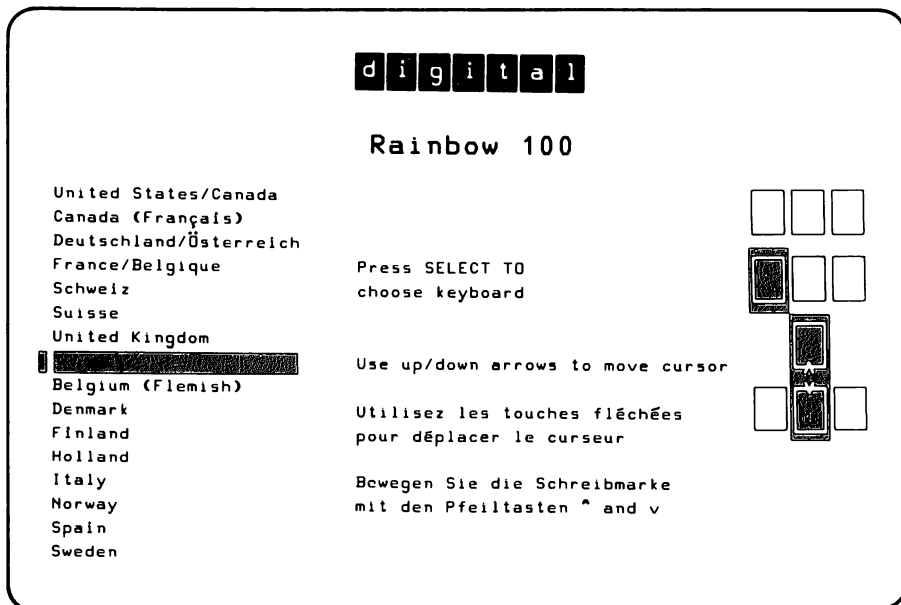 digital
Rainbow 100
United States/Canada
Canada (Français)
Deutschland/Österreich
France/Belgique
Schweiz
Suisse
United Kingdom
Belgium (Flemish)
Denmark
Finland
Holland
Italy
Norway
Spain
Sweden
Press SELECT TO
choose keyboard
Use up/down arrows to move cursor
Utilisez les touches fléchées
pour déplacer le curseur
Bewegen Sie die Schreibmarke
mit den Pfeiltasten ^ and v